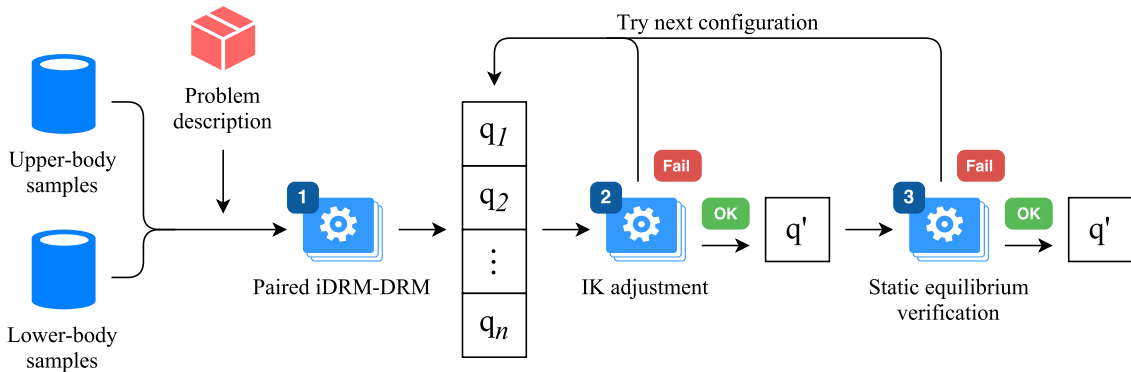 Try next configuration
Problem
description
Upper-body
samples
Lower-body
samples
1
Paired iDRM-DRM
q1
q2
⋮
qn
2
Fail
OK
IK adjustment
q'
3
Fail
OK
Static equilibrium
verification
q'